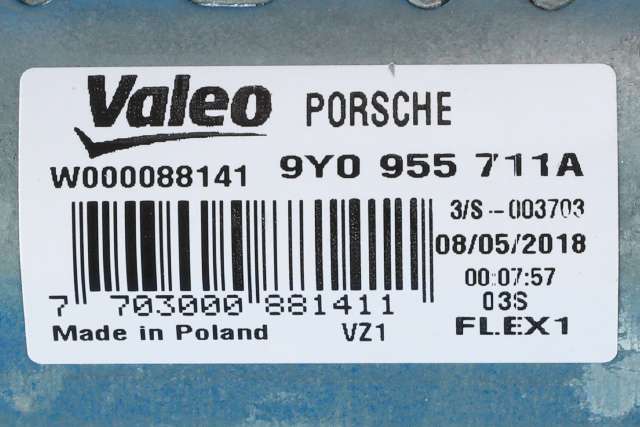 Valeo PORSCHE
W000088141 9Y0 955 711A
3/S--003703
08/05/2018
00:07:57
7 703000 881411 03S
Made in Poland VZ1 FLEX1